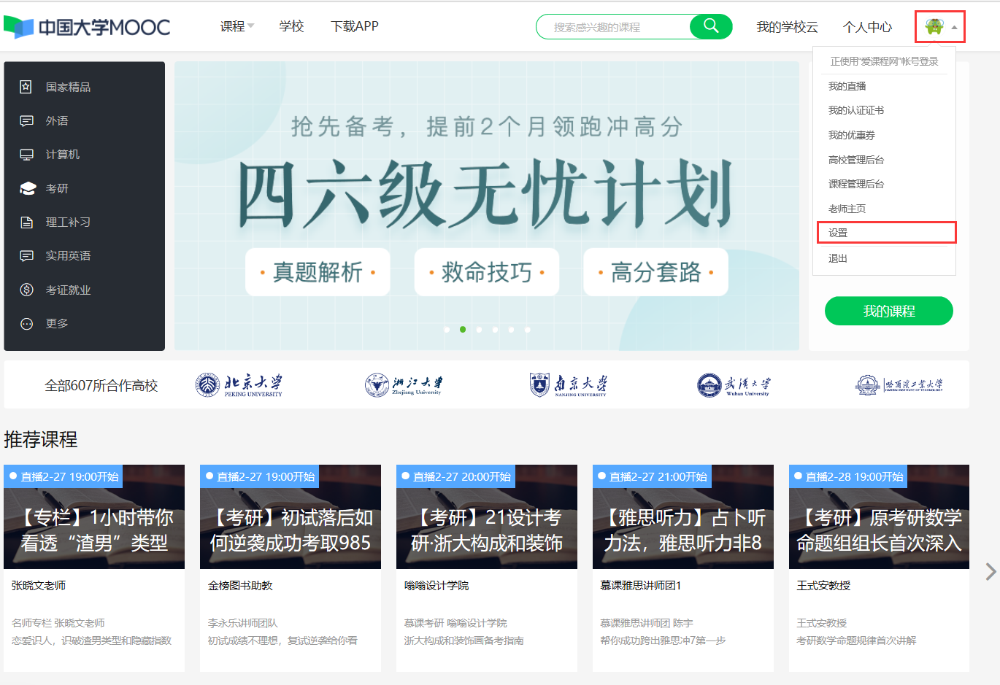 中国大学MOOC
课程
学校
下载APP
搜索感兴趣的课程
我的学校云
个人中心
正使用“爱课程网”帐号登录
我的直播
我的认证证书
我的优惠券
高校管理后台
课程管理后台
老师主页
设置
退出
国家精品
外语
计算机
考研
理工补习
实用英语
考证就业
更多
抢先备考，提前2个月领跑冲高分
四六级无忧计划
·真题解析·
·救命技巧·
·高分套路·
我的课程
全部607所合作高校
北京大学
PEKING UNIVERSITY
浙江大学
Zhejiang University
南京大学
NANJING UNIVERSITY
武汉大学
Wuhan University
哈尔滨工业大学
HARBIN INSTITUTE OF TECHNOLOGY
推荐课程
直播2-27 19:00开始
【专栏】1小时带你
看透“渣男”类型
张晓文老师
名师专栏 张晓文老师
恋爱识人，识破渣男类型和隐藏指数
直播2-27 19:00开始
【考研】初试落后如
何逆袭成功考取985
金榜图书助教
李永乐讲师团队
初试成绩不理想，复试逆袭给你看
直播2-27 20:00开始
【考研】21设计考
研·浙大构成和装饰
嗡嗡设计学院
慕课考研 嗡嗡设计学院
浙大构成和装饰画备考指南
直播2-27 21:00开始
【雅思听力】占卜听
力法，雅思听力非8
慕课雅思讲师团1
慕课雅思讲师团 陈宇
帮你成功跨出雅思冲7第一步
直播2-28 19:00开始
【考研】原考研数学
命题组组长首次深入
王式安教授
王式安教授
考研数学命题规律首次讲解